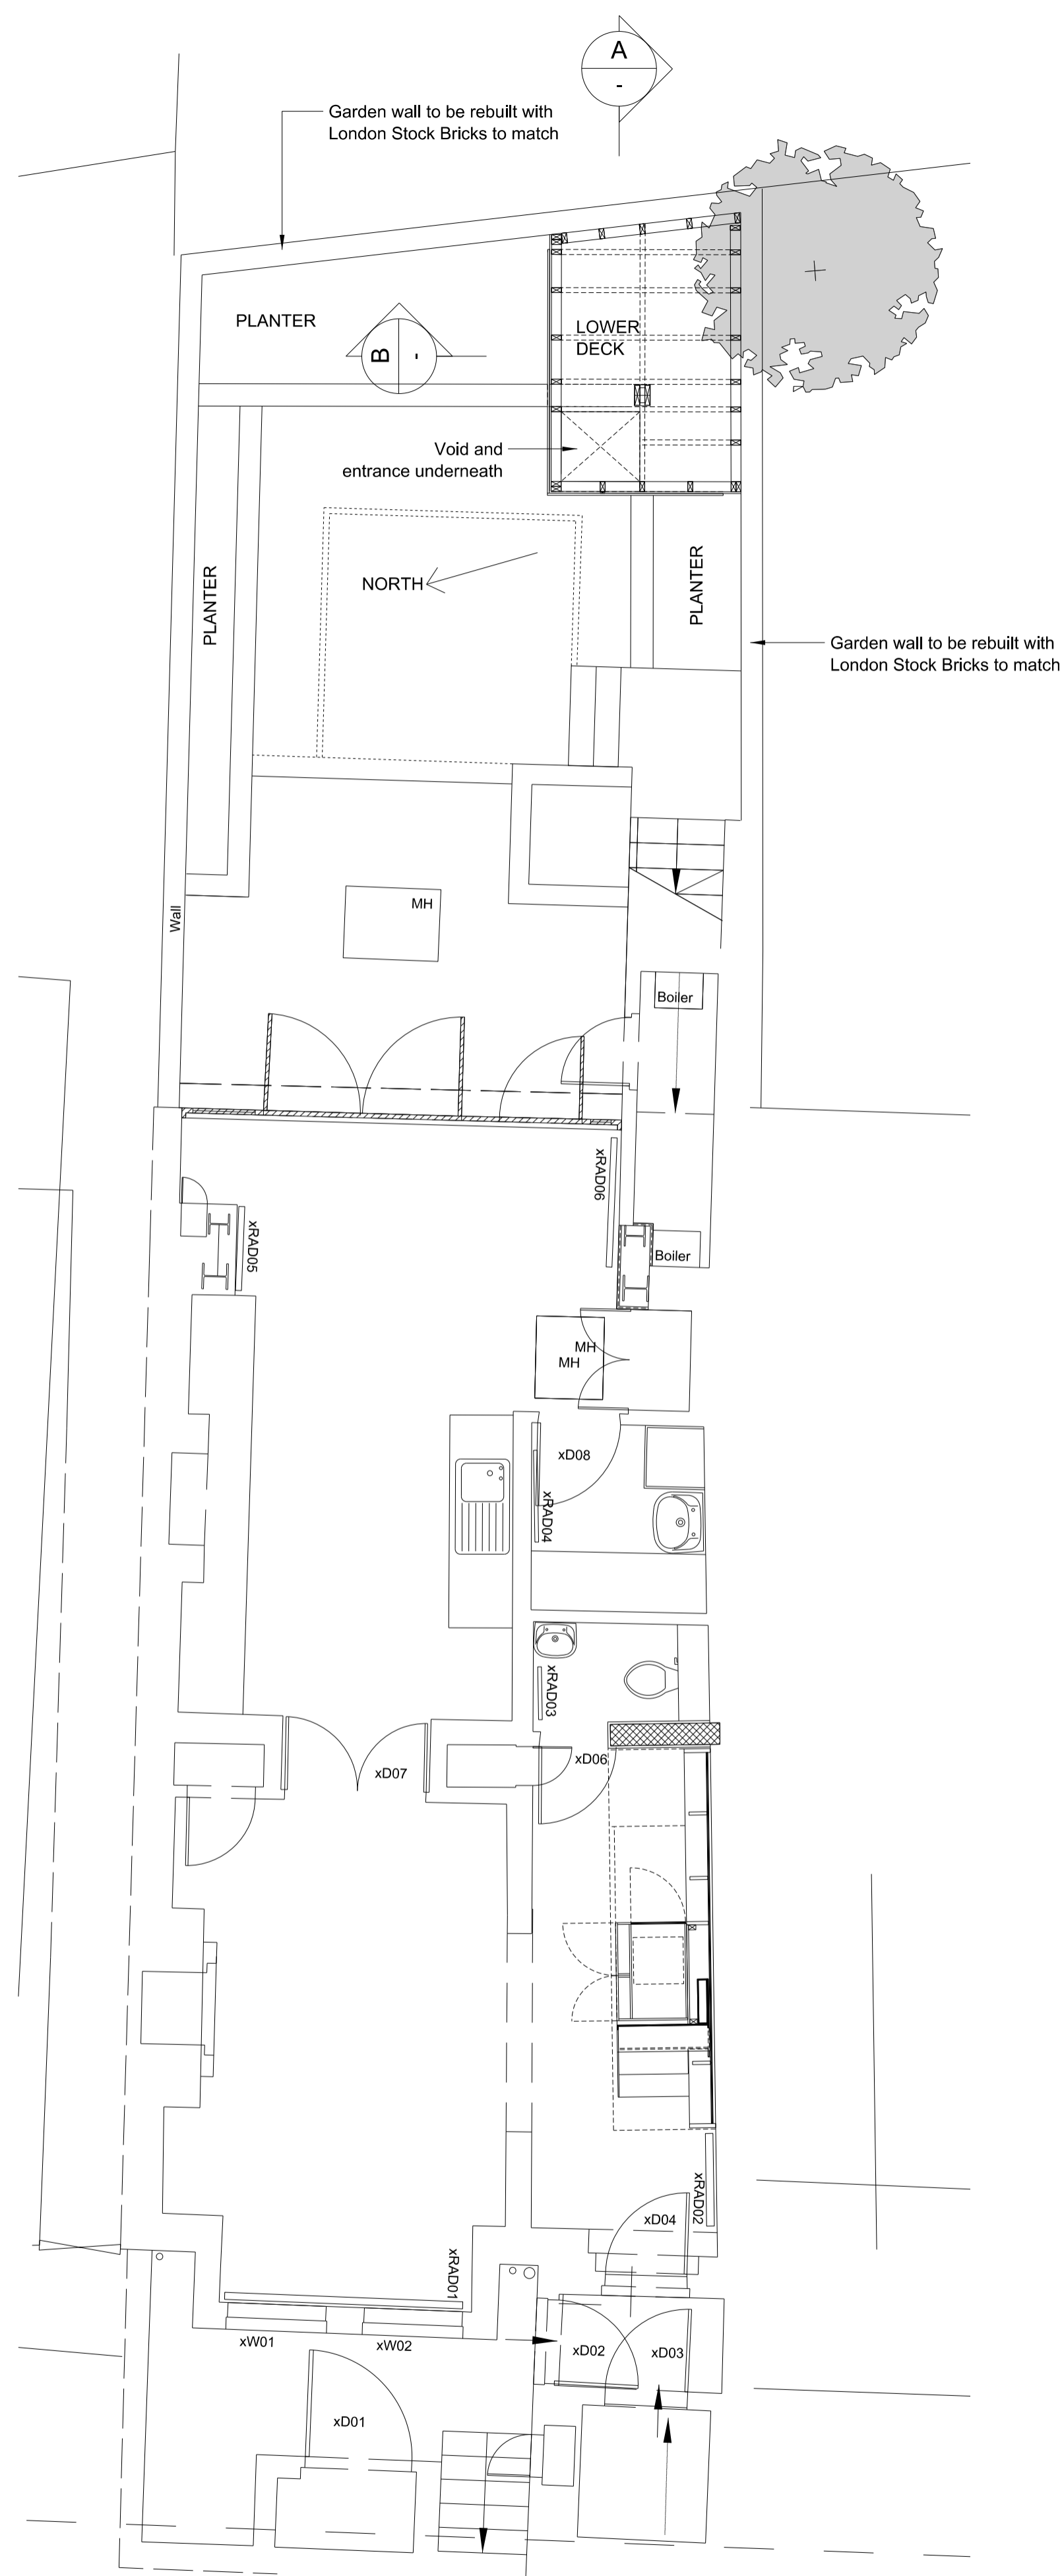 A
-
Garden wall to be rebuilt with
London Stock Bricks to match
PLANTER
B
-
LOWER
DECK
Void and
entrance underneath
NORTH
PLANTER
PLANTER
Garden wall to be rebuilt with
London Stock Bricks to match
MH
Wall
Boiler
xRAD06
xRAD05
Boiler
MH
MH
xD08
xRAD04
xRAD03
xD06
xD07
xRAD02
xD04
xRAD01
xW01
xW02
xD02
xD03
xD01